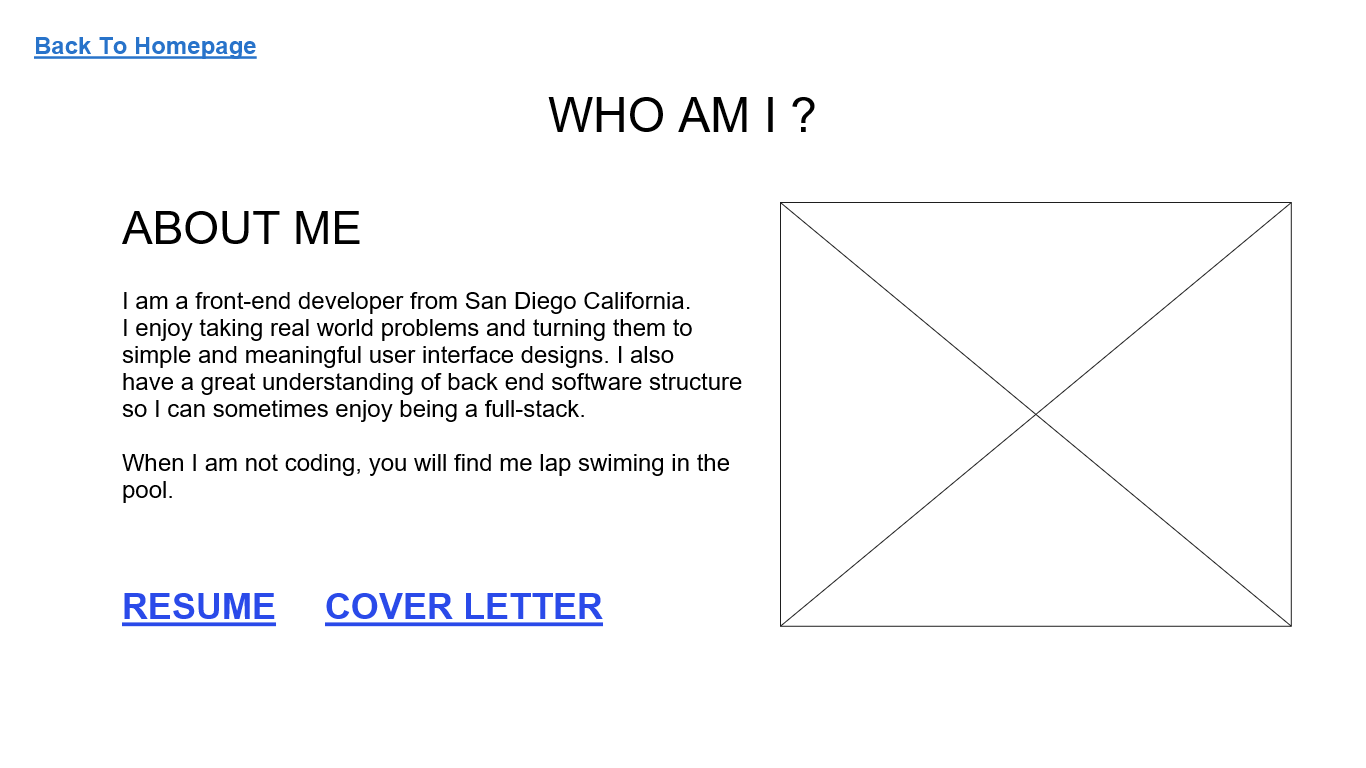 Back To Homepage
WHO AM I ?
ABOUT ME
I am a front-end developer from San Diego California.
I enjoy taking real world problems and turning them to
simple and meaningful user interface designs. I also
have a great understanding of back end software structure
so I can sometimes enjoy being a full-stack.
When I am not coding, you will find me lap swiming in the
pool.
RESUME COVER LETTER